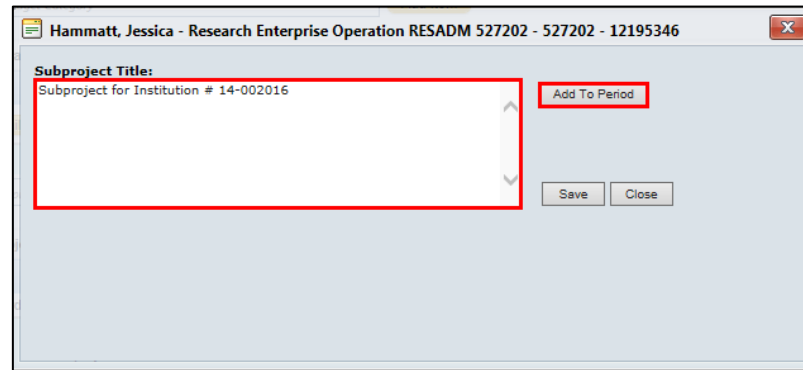 Hammatt, Jessica - Research Enterprise Operation RESADM 527202 - 527202 - 12195346
Subproject Title:
Subproject for Institution # 14-002016
Add To Period
Save
Close